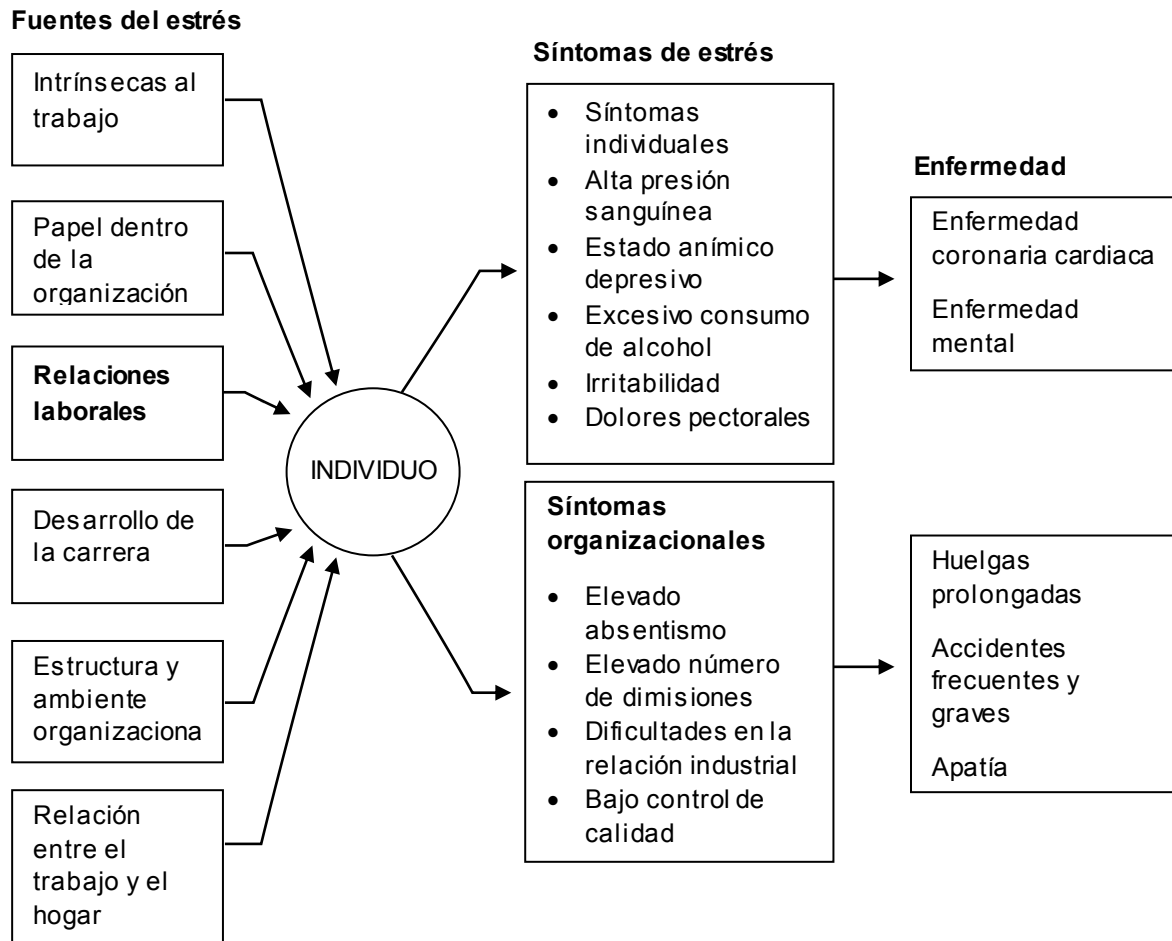 Fuentes del estrés
Intrínsecas al
trabajo
Papel dentro
de la
organización
Relaciones
laborales
Desarrollo de
la carrera
Estructura y
ambiente
organizaciona
Relación
entre el
trabajo y el
hogar
INDIVIDUO
Síntomas de estrés
• Síntomas
individuales
• Alta presión
sanguínea
• Estado anímico
depresivo
• Excesivo consumo
de alcohol
• Irritabilidad
• Dolores pectorales
Síntomas
organizacionales
• Elevado
absentismo
• Elevado número
de dimisiones
• Dificultades en la
relación industrial
• Bajo control de
calidad
Enfermedad
Enfermedad
coronaria cardiaca
Enfermedad
mental
Huelgas
prolongadas
Accidentes
frecuentes y
graves
Apatía